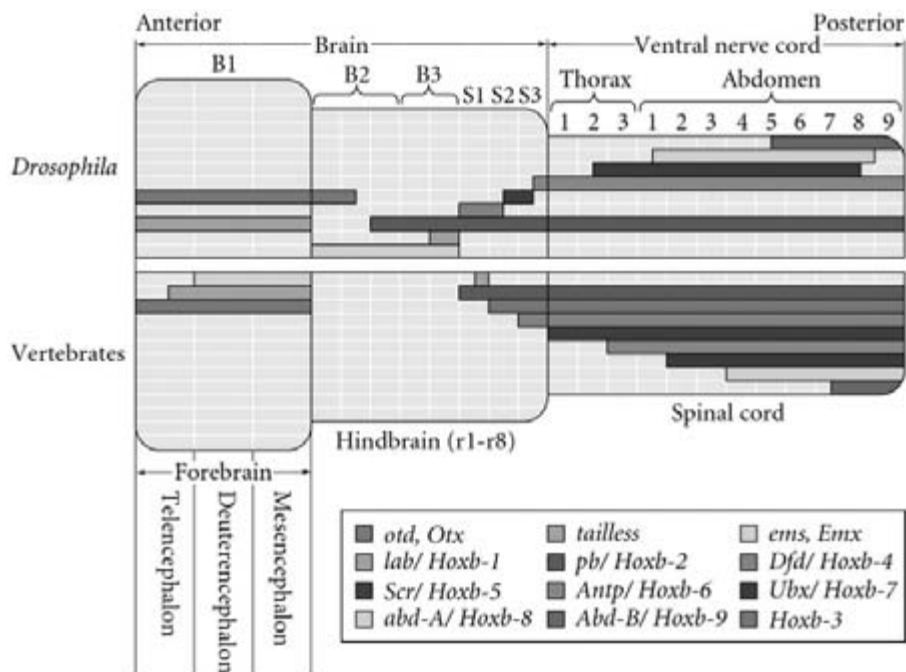 Anterior Posterior
Brain Ventral nerve cord
B1
B2 B3 S1 S2 S3
Thorax Abdomen
1 2 3 1 2 3 4 5 6 7 8 9
Drosophila
Vertebrates
Spinal cord
Hindbrain (r1-r8)
Forebrain
Telencephalon
Deuterencephalon
Mesencephalon
otd, Otx tailless ems, Emx
lab/ Hoxb-1 pb/ Hoxb-2 Dfd/ Hoxb-4
Scr/ Hoxb-5 Antp/ Hoxb-6 Ubx/ Hoxb-7
abd-A/ Hoxb-8 Abd-B/ Hoxb-9 Hoxb-3